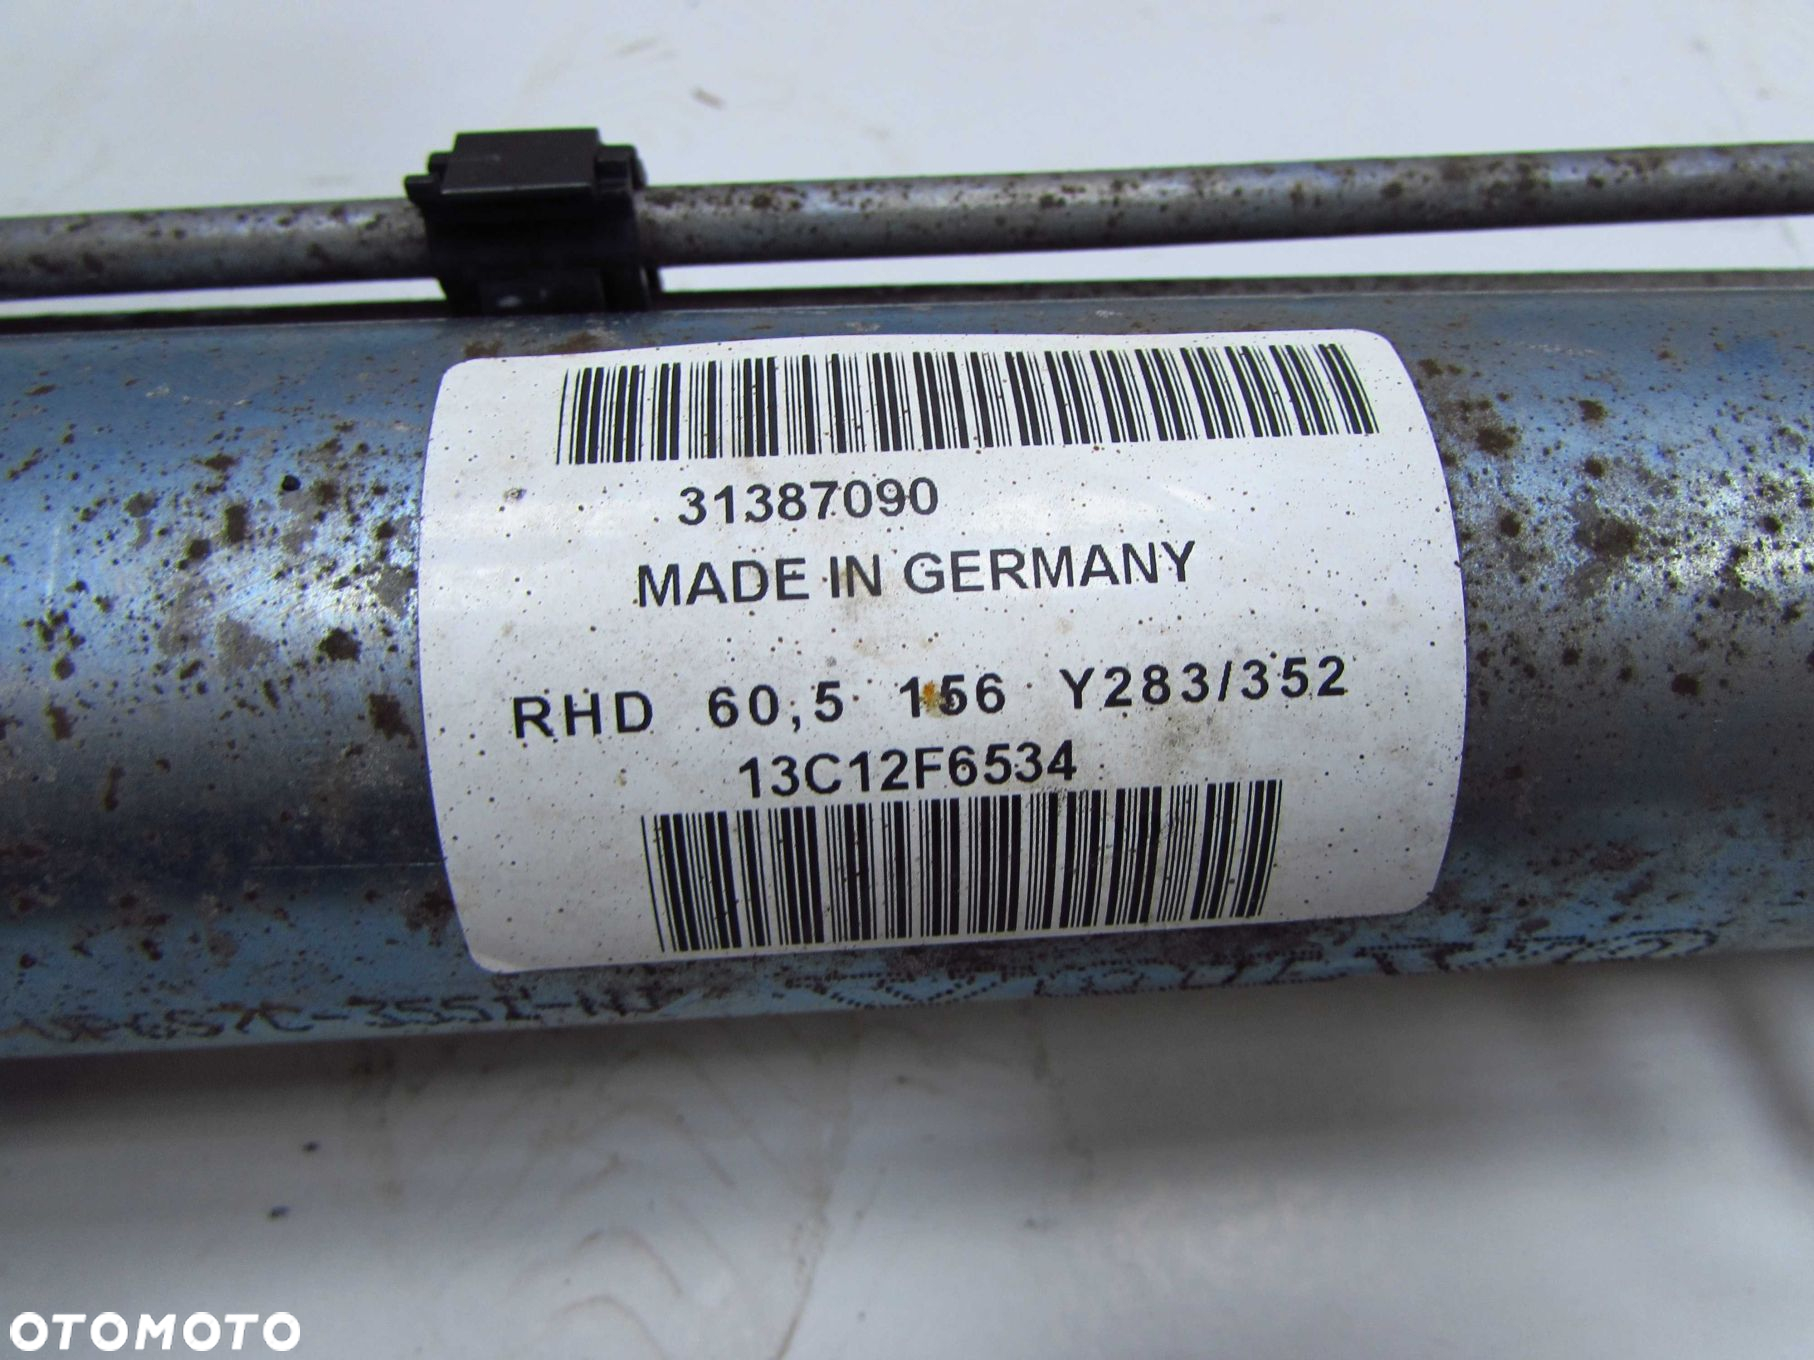 31387090
MADE IN GERMANY
RHD 60,5 156 Y283/352
13C12F6534
OTOMOTO